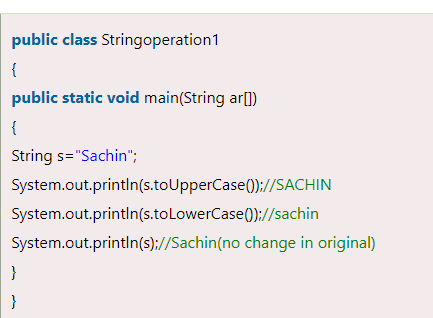 public class Stringoperation1
{
public static void main(String ar[])
{
String s="Sachin";
System.out.println(s.toUpperCase());//SACHIN
System.out.println(s.toLowerCase());//sachin
System.out.println(s);//Sachin(no change in original)
}
}